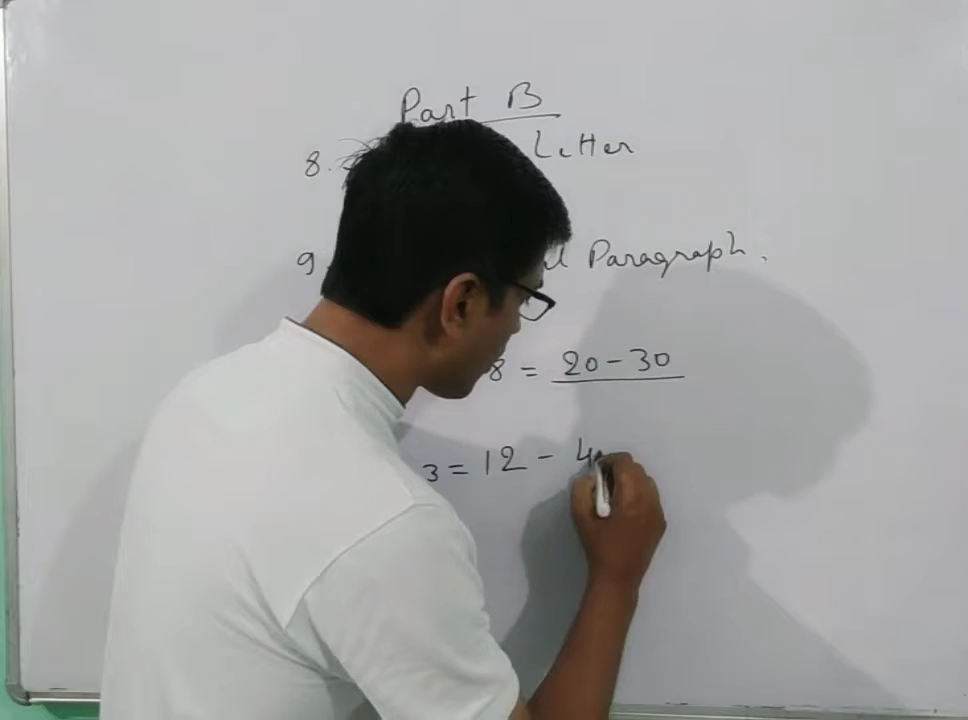 Part B
8. Letter
9 Paragraph.
8 = 20 - 30
3 = 12 - 4